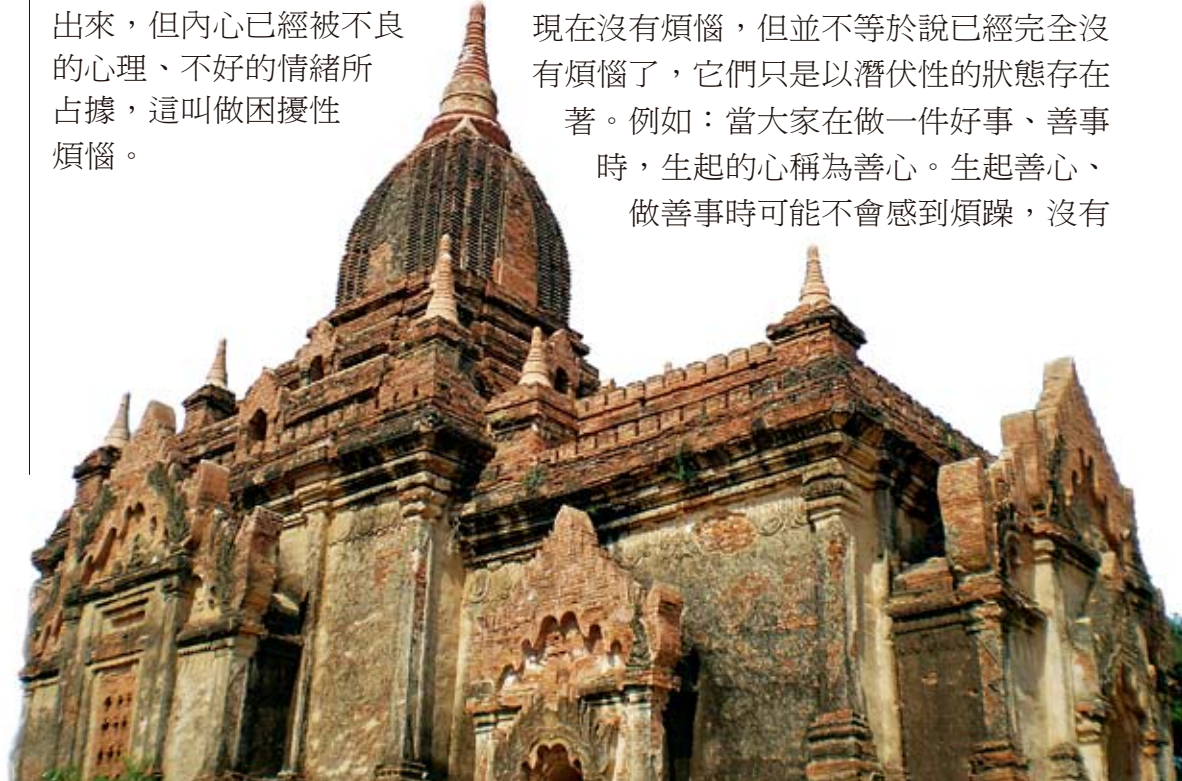 出來，但內心已經被不良
的心理、不好的情緒所
占據，這叫做困擾性
煩惱。
現在沒有煩惱，但並不等於說已經完全沒
有煩惱了，它們只是以潛伏性的狀態存在
著。例如：當大家在做一件好事、善事
時，生起的心稱為善心。生起善心、
做善事時可能不會感到煩躁，沒有